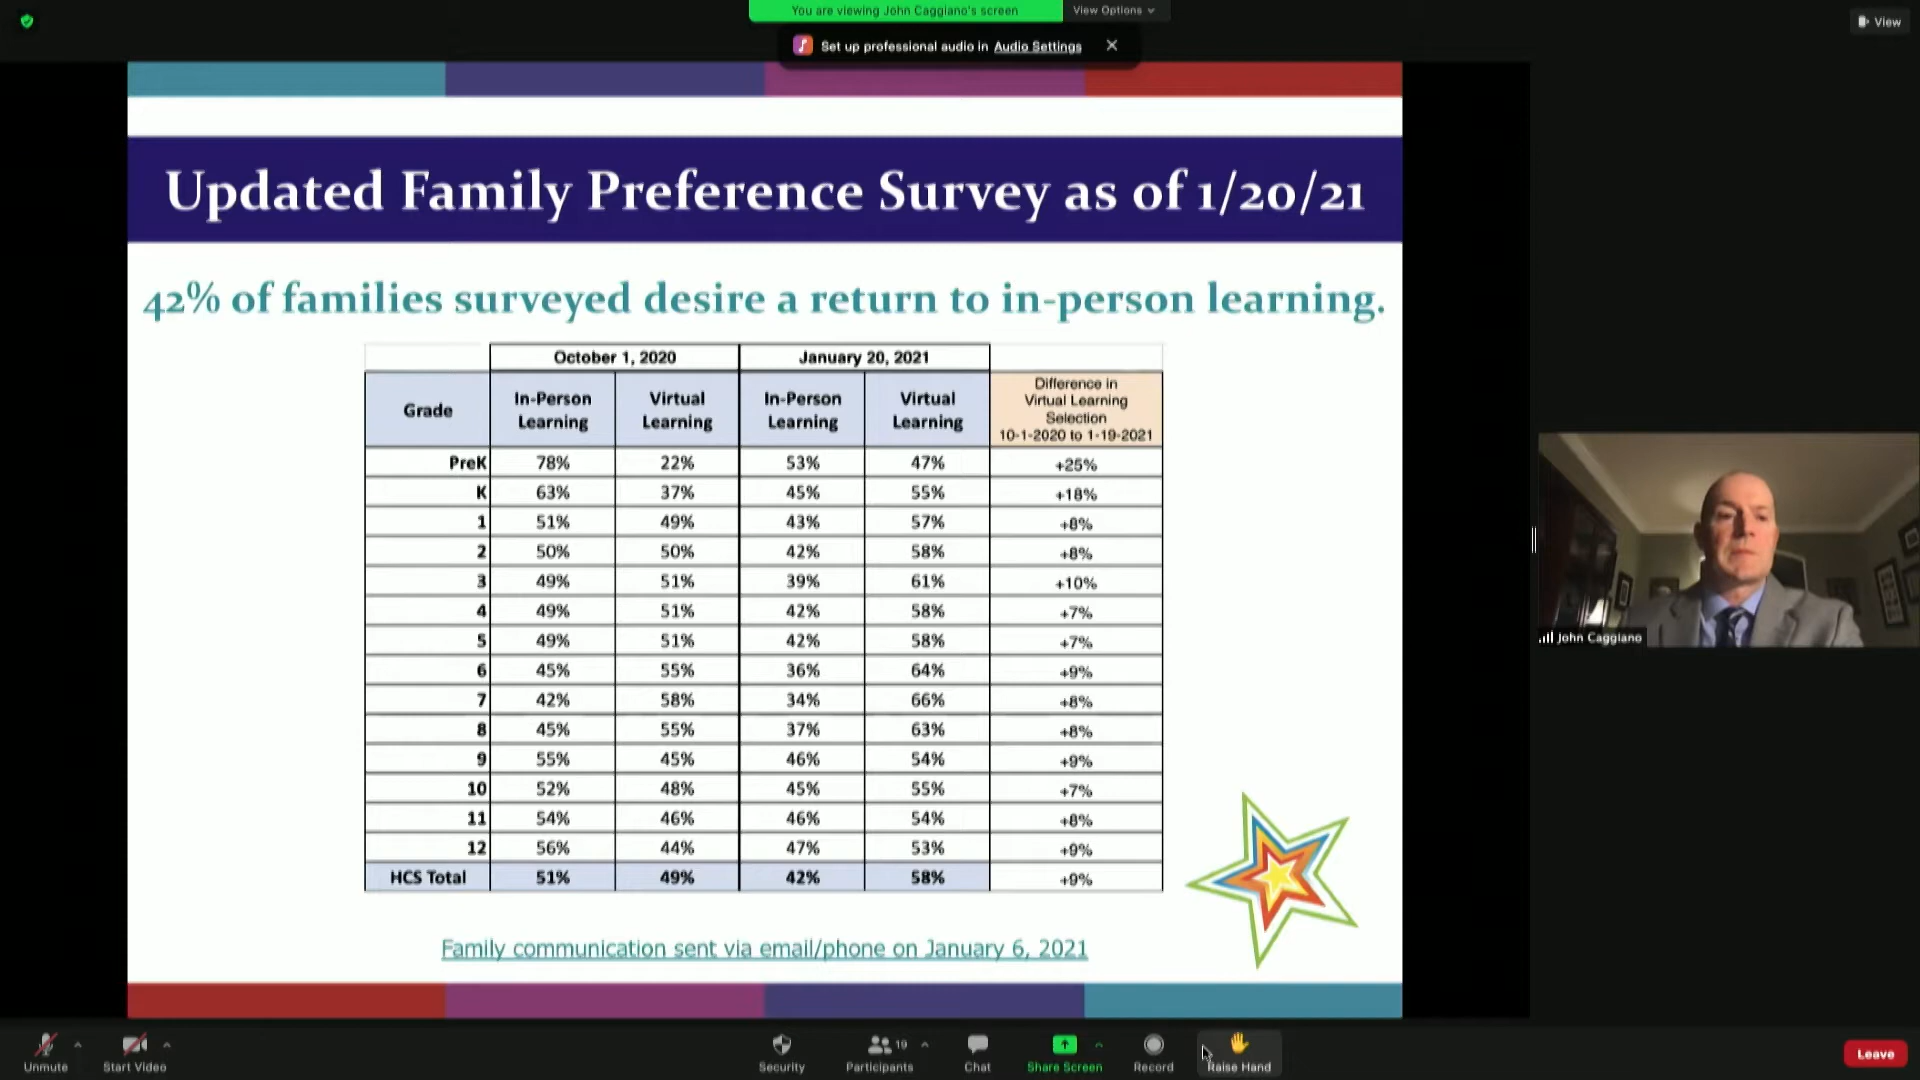 You are viewing John Caggiano's screen
View Options
View
Set up professional audio in Audio Settings
Updated Family Preference Survey as of 1/20/21
42% of families surveyed desire a return to in-person learning.
October 1, 2020 January 20, 2021
Grade In-Person Learning Virtual Learning In-Person Learning Virtual Learning Difference in Virtual Learning Selection 10-1-2020 to 1-19-2021
PreK 78% 22% 53% 47% +25%
K 63% 37% 45% 55% +18%
1 51% 49% 43% 57% +8%
2 50% 50% 42% 58% +8%
3 49% 51% 39% 61% +10%
4 49% 51% 42% 58% +7%
5 49% 51% 42% 58% +7%
6 45% 55% 36% 64% +9%
7 42% 58% 34% 66% +8%
8 45% 55% 37% 63% +8%
9 55% 45% 46% 54% +9%
10 52% 48% 45% 55% +7%
11 54% 46% 46% 54% +8%
12 56% 44% 47% 53% +9%
HCS Total 51% 49% 42% 58% +9%
Family communication sent via email/phone on January 6, 2021
John Caggiano
Unmute
Start Video
Security
Participants 19
Chat
Share Screen
Record
Raise Hand
Leave